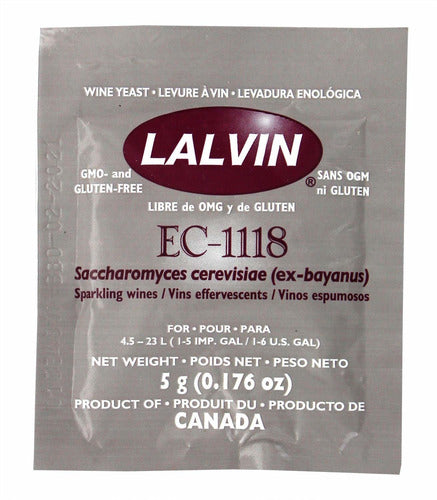 WINE YEAST • LEVURE À VIN • LEVADURA ENOLÓGICA
LALVIN®
GMO- and
GLUTEN-FREE
SANS OGM
ni GLUTEN
LIBRE de OMG y de GLUTEN
EC-1118
Saccharomyces cerevisiae (ex-bayanus)
Sparkling wines / Vins effervescents / Vinos espumosos
FOR • POUR • PARA
4.5 – 23 L ( 1-5 IMP. GAL / 1-6 U.S. GAL)
NET WEIGHT • POIDS NET • PESO NETO
5 g (0.176 oz)
PRODUCT OF • PRODUIT DU • PRODUCTO DE
CANADA